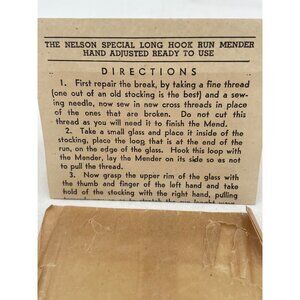 THE NELSON SPECIAL LONG HOOK RUN MENDER
HAND ADJUSTED READY TO USE
DIRECTIONS
1. First repair the break, by taking a fine thread
(one out of an old stocking is the best) and a sew-
ing needle, now sew in new cross threads in place
of the ones that are broken. Do not cut this
thread as you will need it to finish the Mend.
2. Take a small glass and place it inside of the
stocking, place the loog that is at the end of the
run, on the edge of the glass. Hook this loop with
the Mender, lay the Mender on its side so as not
to pull the thread.
3. Now grasp the upper rim of the glass with
the thumb and finger of the left hand and take
hold of the stocking with the right hand, pulling
stretch the run